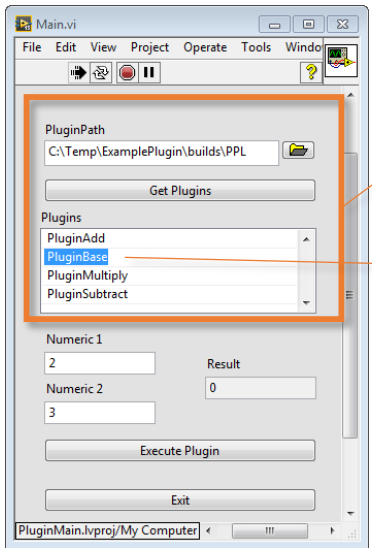 Main.vi
File Edit View Project Operate Tools Windo
?
PluginPath
C:\Temp\ExamplePlugin\builds\PPL
Get Plugins
Plugins
PluginAdd
PluginBase
PluginMultiply
PluginSubtract
Numeric 1
2
Result
0
Numeric 2
3
Execute Plugin
Exit
PluginMain.lvproj/My Computer